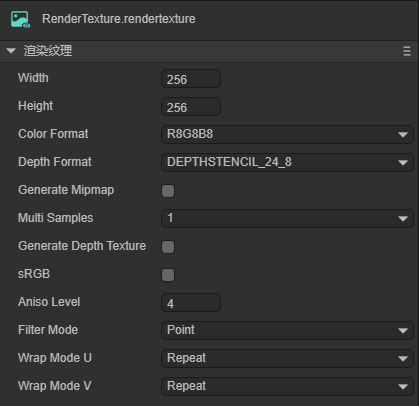 RenderTexture.rendertexture
渲染纹理
Width 256
Height 256
Color Format R8G8B8
Depth Format DEPTHSTENCIL_24_8
Generate Mipmap
Multi Samples 1
Generate Depth Texture
sRGB
Aniso Level 4
Filter Mode Point
Wrap Mode U Repeat
Wrap Mode V Repeat